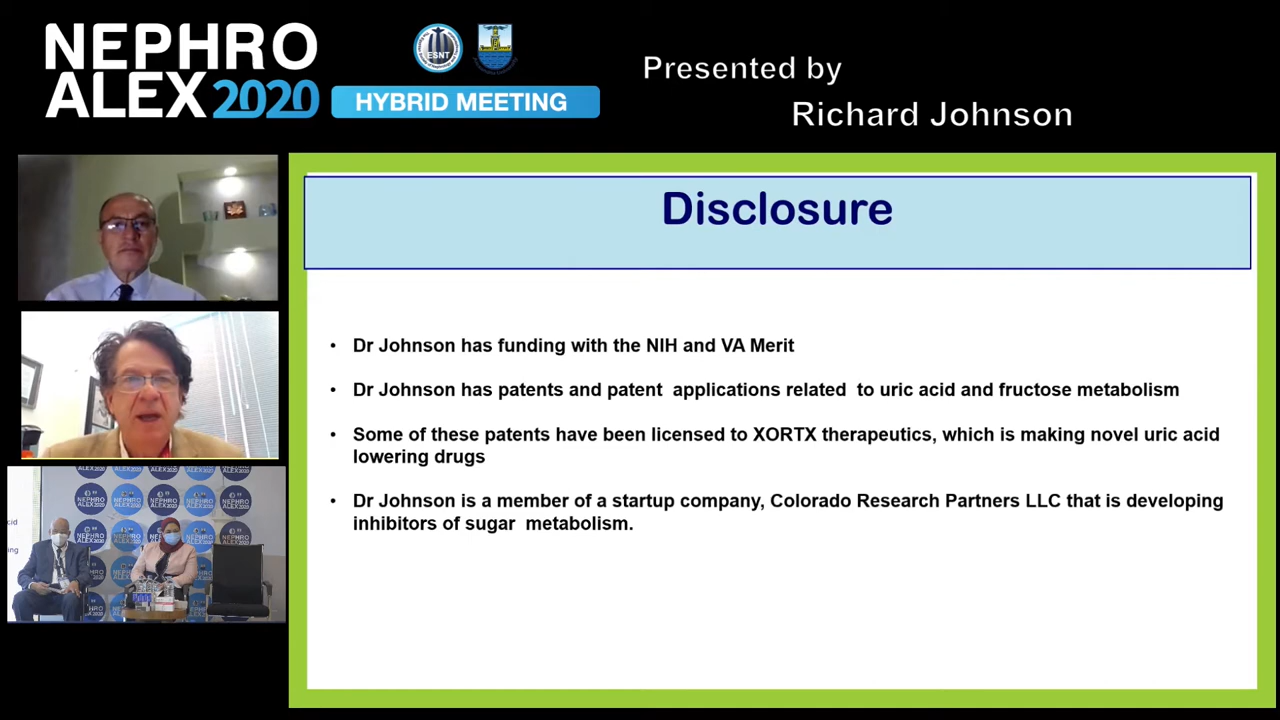 NEPHRO
ALEX 2020
ESNT
HYBRID MEETING
Presented by
Richard Johnson
Disclosure
• Dr Johnson has funding with the NIH and VA Merit
• Dr Johnson has patents and patent applications related to uric acid and fructose metabolism
• Some of these patents have been licensed to XORTX therapeutics, which is making novel uric acid
lowering drugs
• Dr Johnson is a member of a startup company, Colorado Research Partners LLC that is developing
inhibitors of sugar metabolism.
NEPHRO
ALEX2020